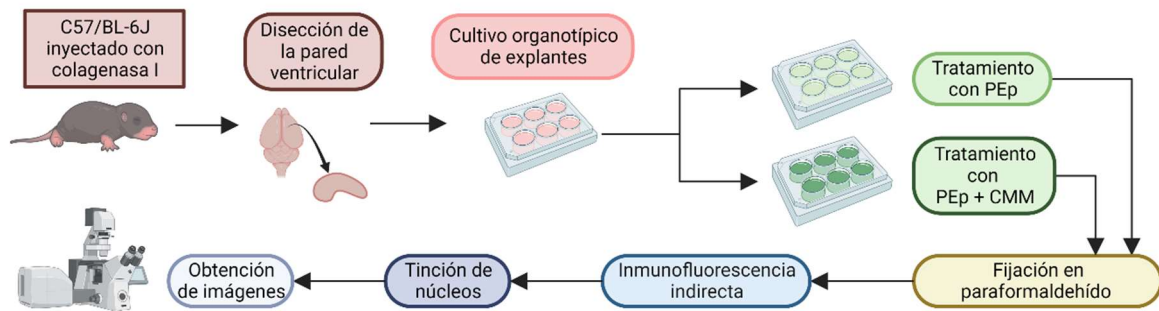 C57/BL-6J
inyectado con
colagenasa I
Disección de
la pared
ventricular
Cultivo organotípico
de explantes
Tratamiento
con PEp
Tratamiento
con
PEp + CMM
Fijación en
paraformaldehído
Inmunofluorescencia
indirecta
Tinción de
núcleos
Obtención
de imágenes